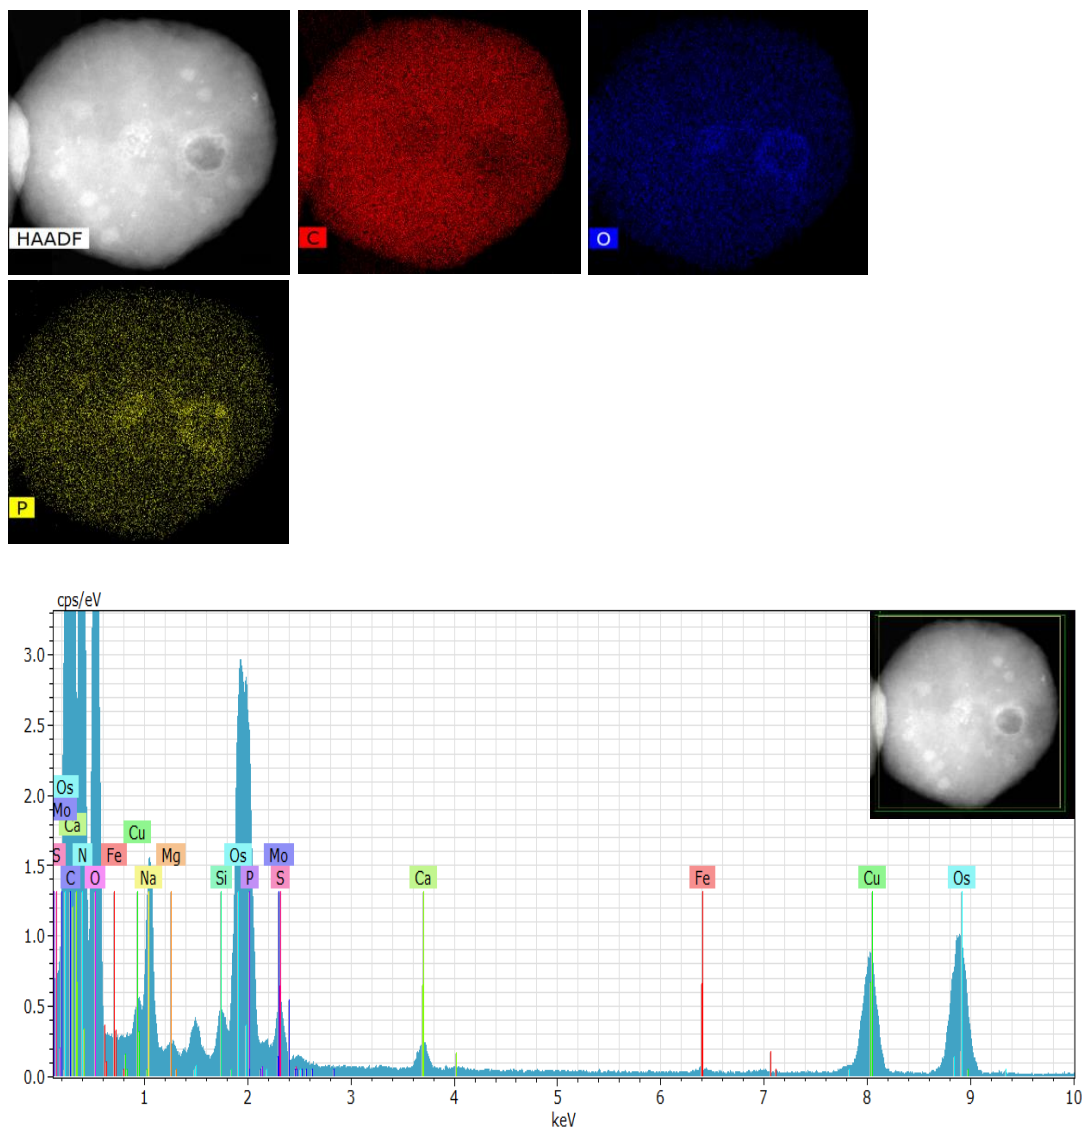 HAADF
C
O
P
cps/eV
3.0
2.5
2.0
1.5
1.0
0.5
0.0
Os
Mo
Ca
Cu
S N Fe Mg Os Mo
C O Na Si P S Ca Fe Cu Os
1 2 3 4 5 6 7 8 9 10
keV